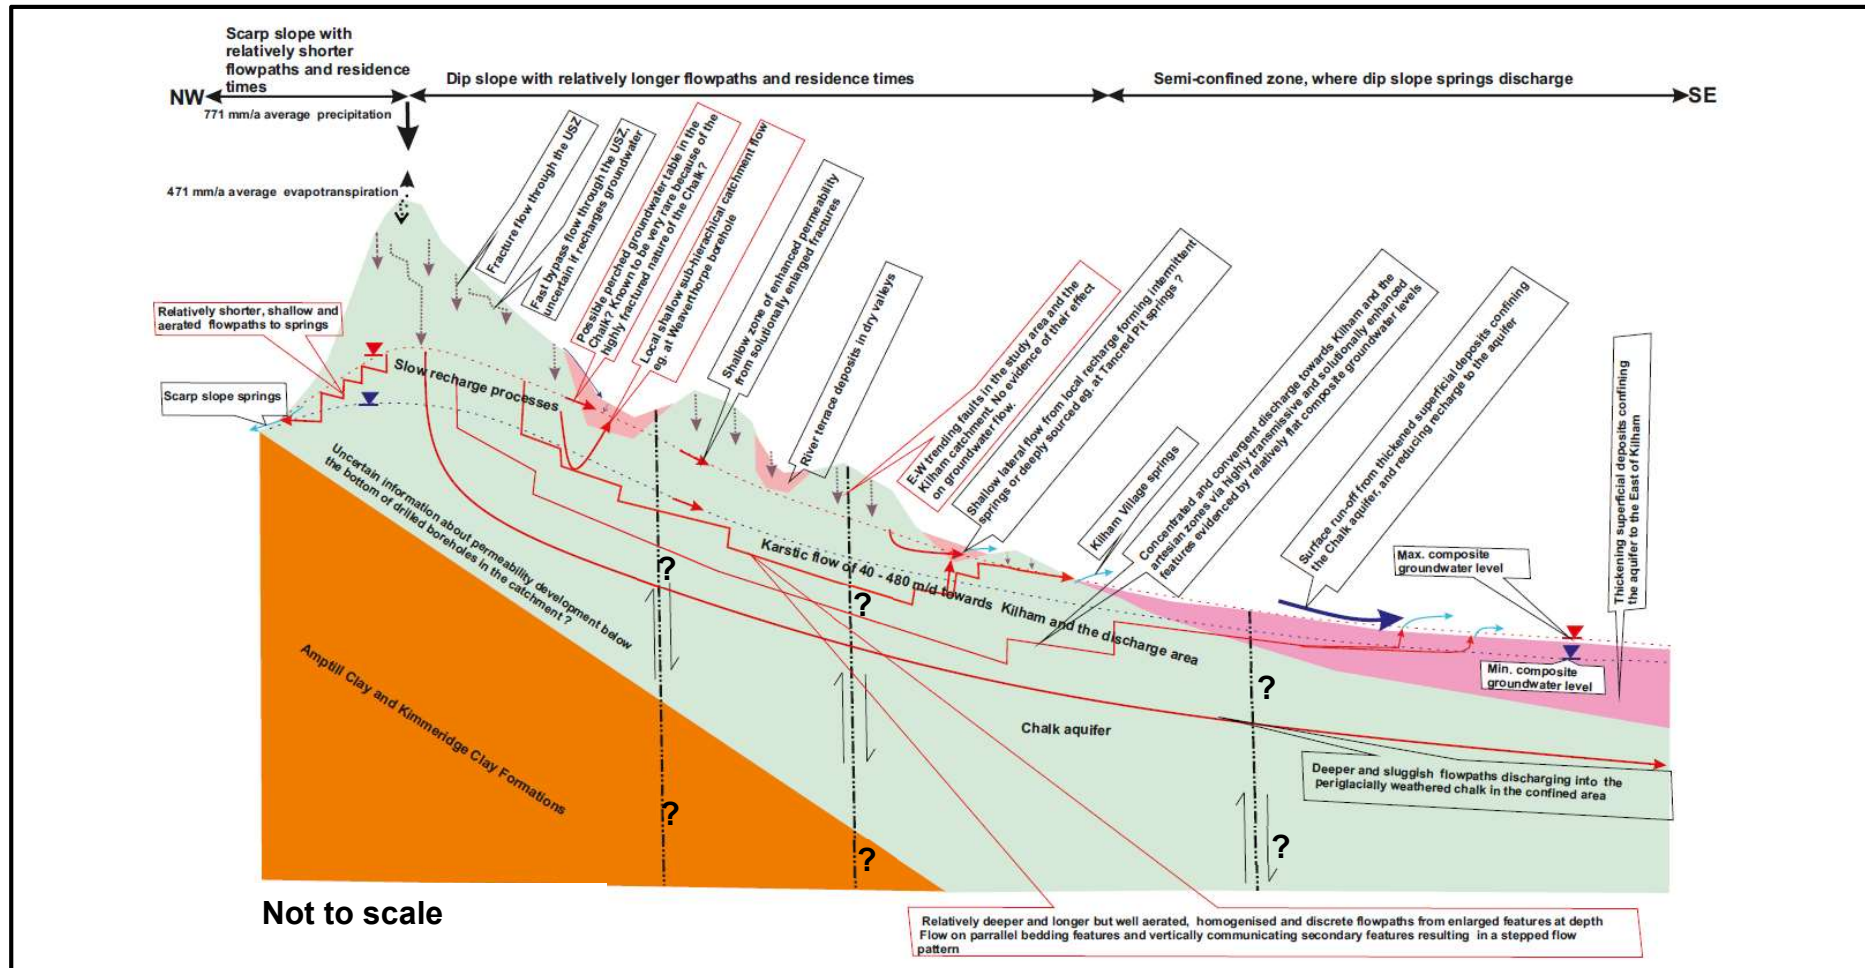 Scarp slope with
relatively shorter
flowpaths and residence
times
Dip slope with relatively longer flowpaths and residence times
Semi-confined zone, where dip slope springs discharge
NW
SE
771 mm/a average precipitation
471 mm/a average evapotranspiration
Fracture flow through the USZ
Fast bypass flow through the USZ,
uncertain if recharges groundwater
Possible perched groundwater table in the
Chalk? Known to be very rare because of the
highly fractured nature of the Chalk?
Local shallow sub-hierachical catchment flow
eg. at Weaverthorpe borehole
Shallow zone of enhanced permeability
from solutionally enlarged fractures
River terrace deposits in dry valleys
E-W trending faults in the study area and the
Kilham catchment. No evidence of their effect
on groundwater flow.
Shallow lateral flow from local recharge forming intermittent
springs or deeply sourced eg. at Tancred Pit springs ?
Kilham Village springs
Concentrated and convergent discharge towards Kilham and the
artesian zones via highly transmissive and solutionally enhanced
features evidenced by relatively flat composite groundwater levels
Surface run-off from thickened superficial deposits confining
the Chalk aquifer, and reducing recharge to the aquifer
Thickening superficial deposits confining
the aquifer to the East of Kilham
Relatively shorter, shallow and
aerated flowpaths to springs
Scarp slope springs
Slow recharge processes
Uncertain information about permeability development below
the bottom of drilled boreholes in the catchment ?
Karstic flow of 40 - 480 m/d towards Kilham and the discharge area
Max. composite
groundwater level
Min. composite
groundwater level
?
?
?
Amptill Clay and Kimmeridge Clay Formations
Chalk aquifer
Deeper and sluggish flowpaths discharging into the
periglacially weathered chalk in the confined area
?
?
?
Not to scale
Relatively deeper and longer but well aerated, homogenised and discrete flowpaths from enlarged features at depth
Flow on parrallel bedding features and vertically communicating secondary features resulting in a stepped flow
pattern